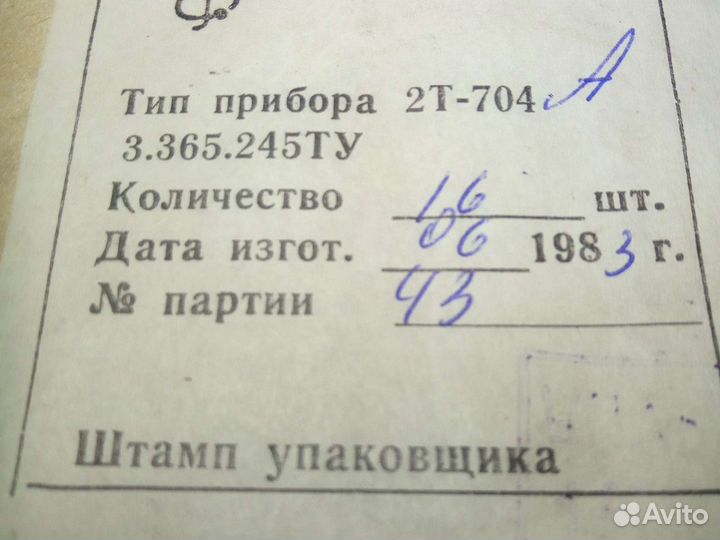 Тип прибора 2Т-704 А
3.365.245ТУ
Количество 16 шт.
Дата изгот. 06 1983 г.
№ партии 43
Штамп упаковщика
Avito